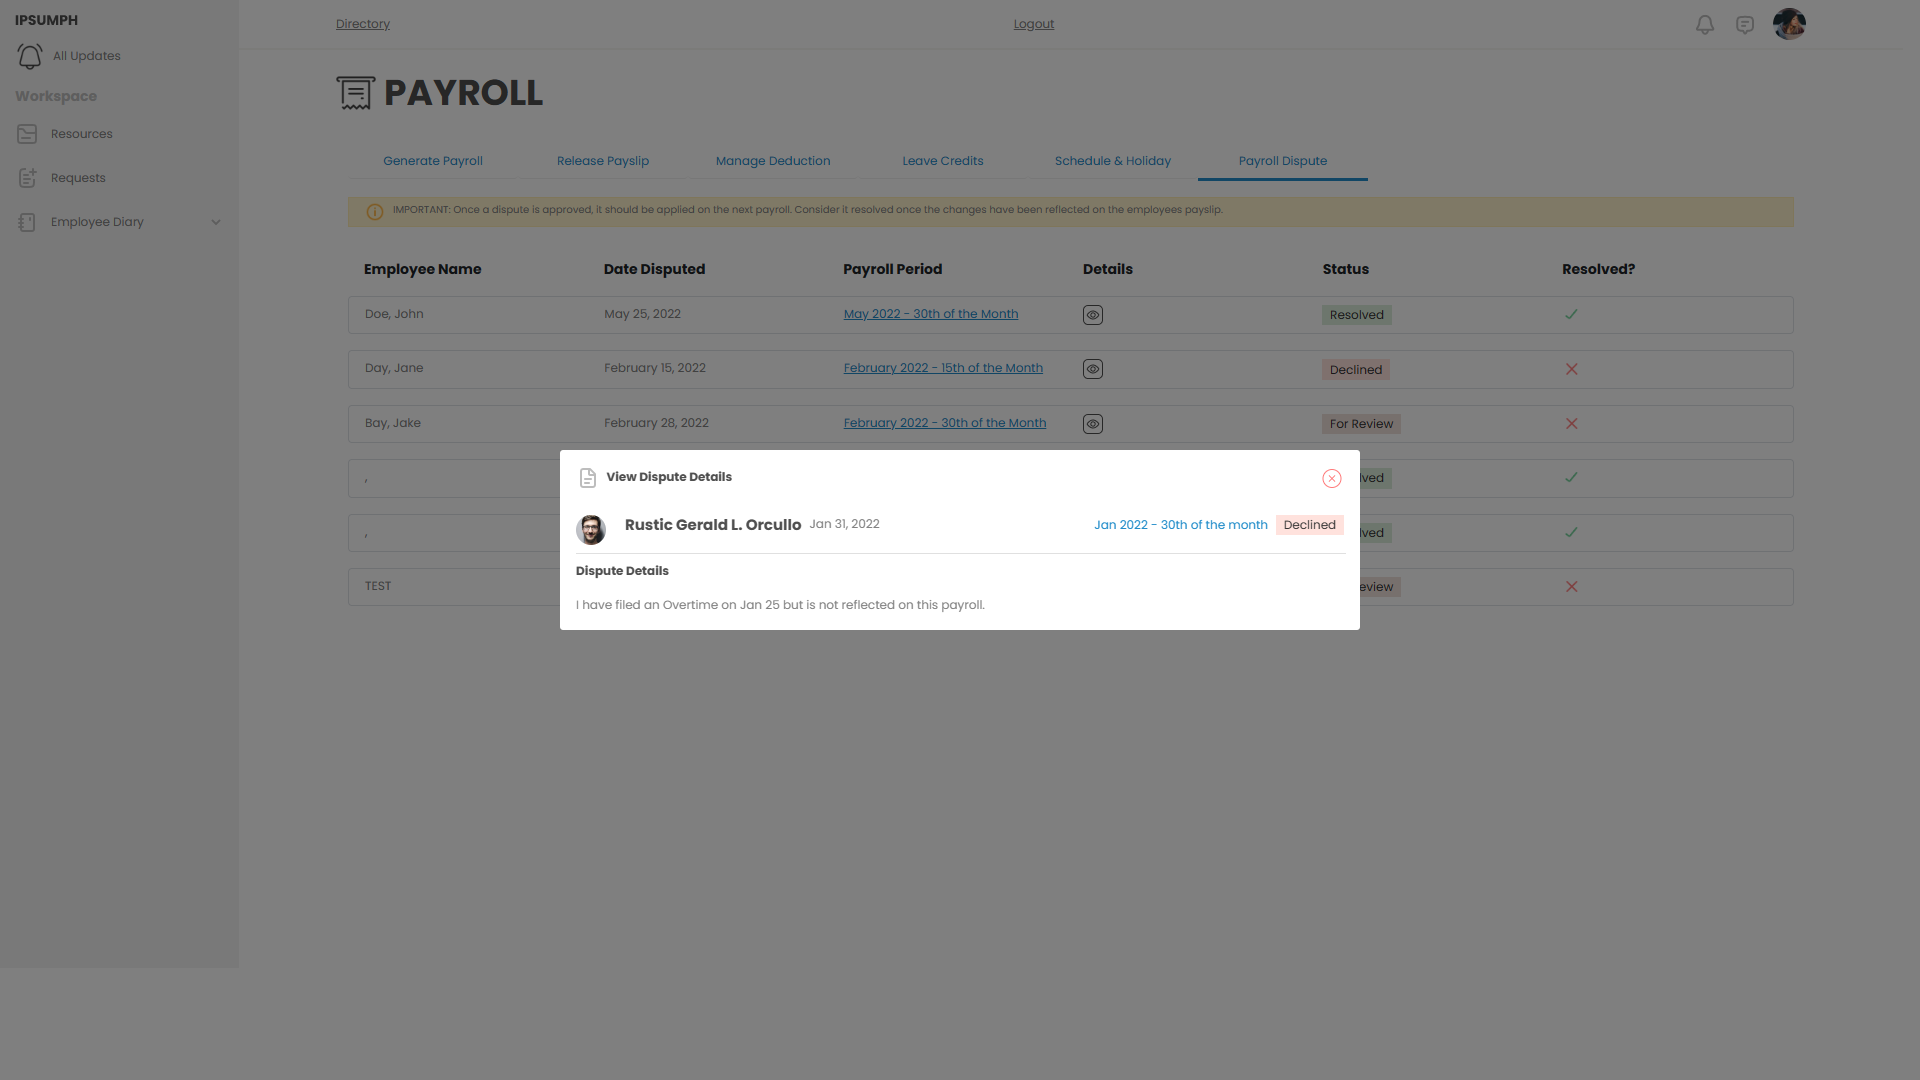 IPSUMPH
All Updates
Workspace
Resources
Requests
Employee Diary
Directory
Logout
PAYROLL
Generate Payroll
Release Payslip
Manage Deduction
Leave Credits
Schedule & Holiday
Payroll Dispute
IMPORTANT: Once a dispute is approved, it should be applied on the next payroll. Consider it resolved once the changes have been reflected on the employees payslip.
Employee Name Date Disputed Payroll Period Details Status Resolved?
Doe, John May 25, 2022 May 2022 - 30th of the Month Resolved
Day, Jane February 15, 2022 February 2022 - 15th of the Month Declined
Bay, Jake February 28, 2022 February 2022 - 30th of the Month For Review
, lved
, lved
TEST eview
View Dispute Details
Rustic Gerald L. Orcullo Jan 31, 2022 Jan 2022 - 30th of the month Declined
Dispute Details
I have filed an Overtime on Jan 25 but is not reflected on this payroll.